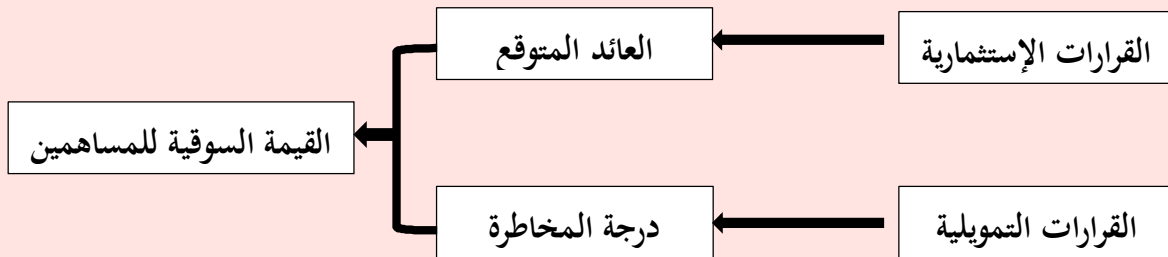 القرارات الإستثمارية
العائد المتوقع
القيمة السوقية للمساهمين
القرارات التمويلية
درجة المخاطرة